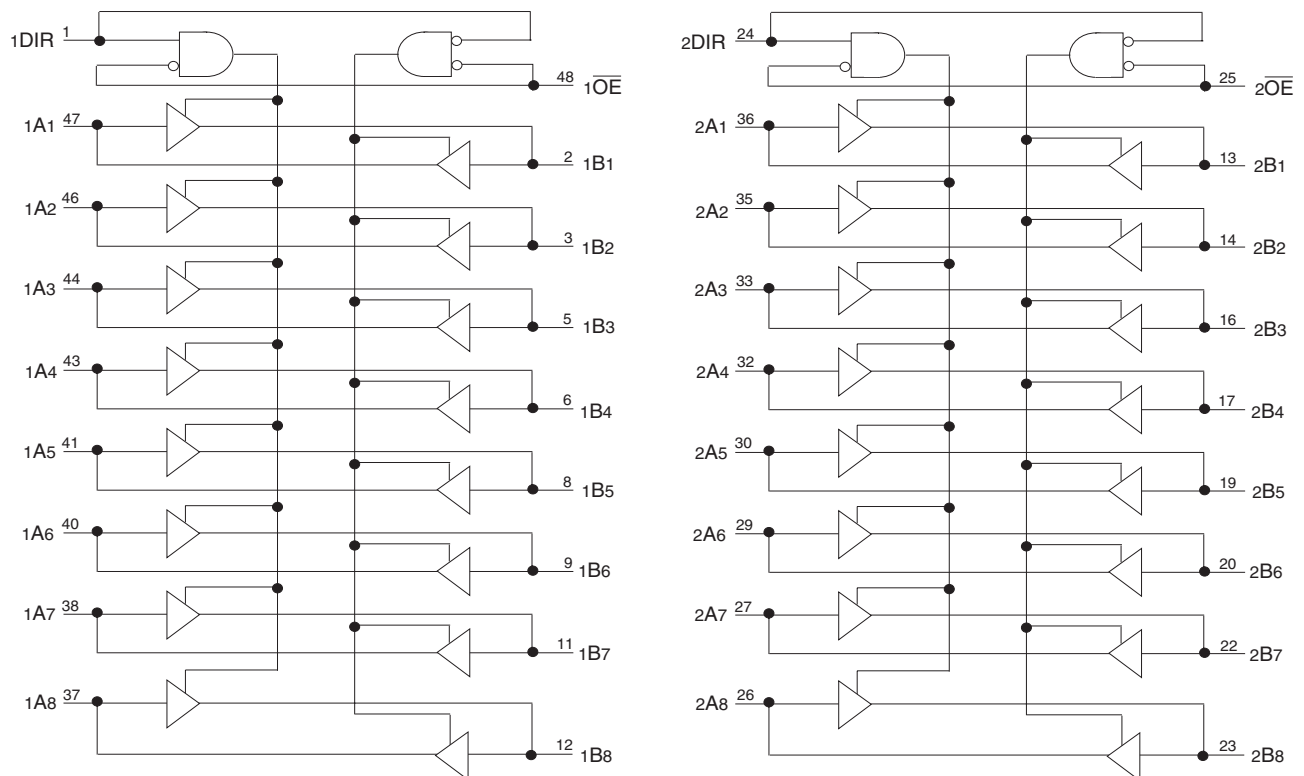 1DIR 1
48 1OE
1A1 47
2 1B1
1A2 46
3 1B2
1A3 44
5 1B3
1A4 43
6 1B4
1A5 41
8 1B5
1A6 40
9 1B6
1A7 38
11 1B7
1A8 37
12 1B8
2DIR 24
25 2OE
2A1 36
13 2B1
2A2 35
14 2B2
2A3 33
16 2B3
2A4 32
17 2B4
2A5 30
19 2B5
2A6 29
20 2B6
2A7 27
22 2B7
2A8 26
23 2B8